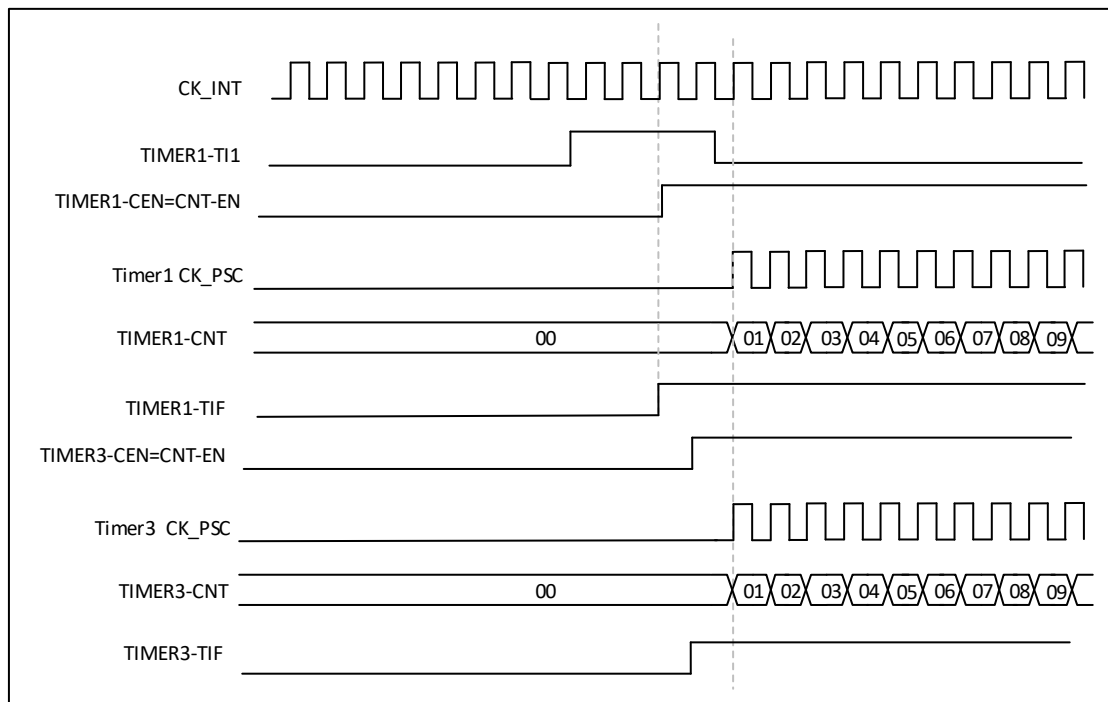 CK_INT
TIMER1-TI1
TIMER1-CEN=CNT-EN
Timer1 CK_PSC
TIMER1-CNT 00 01 02 03 04 05 06 07 08 09
TIMER1-TIF
TIMER3-CEN=CNT-EN
Timer3 CK_PSC
TIMER3-CNT 00 01 02 03 04 05 06 07 08 09
TIMER3-TIF